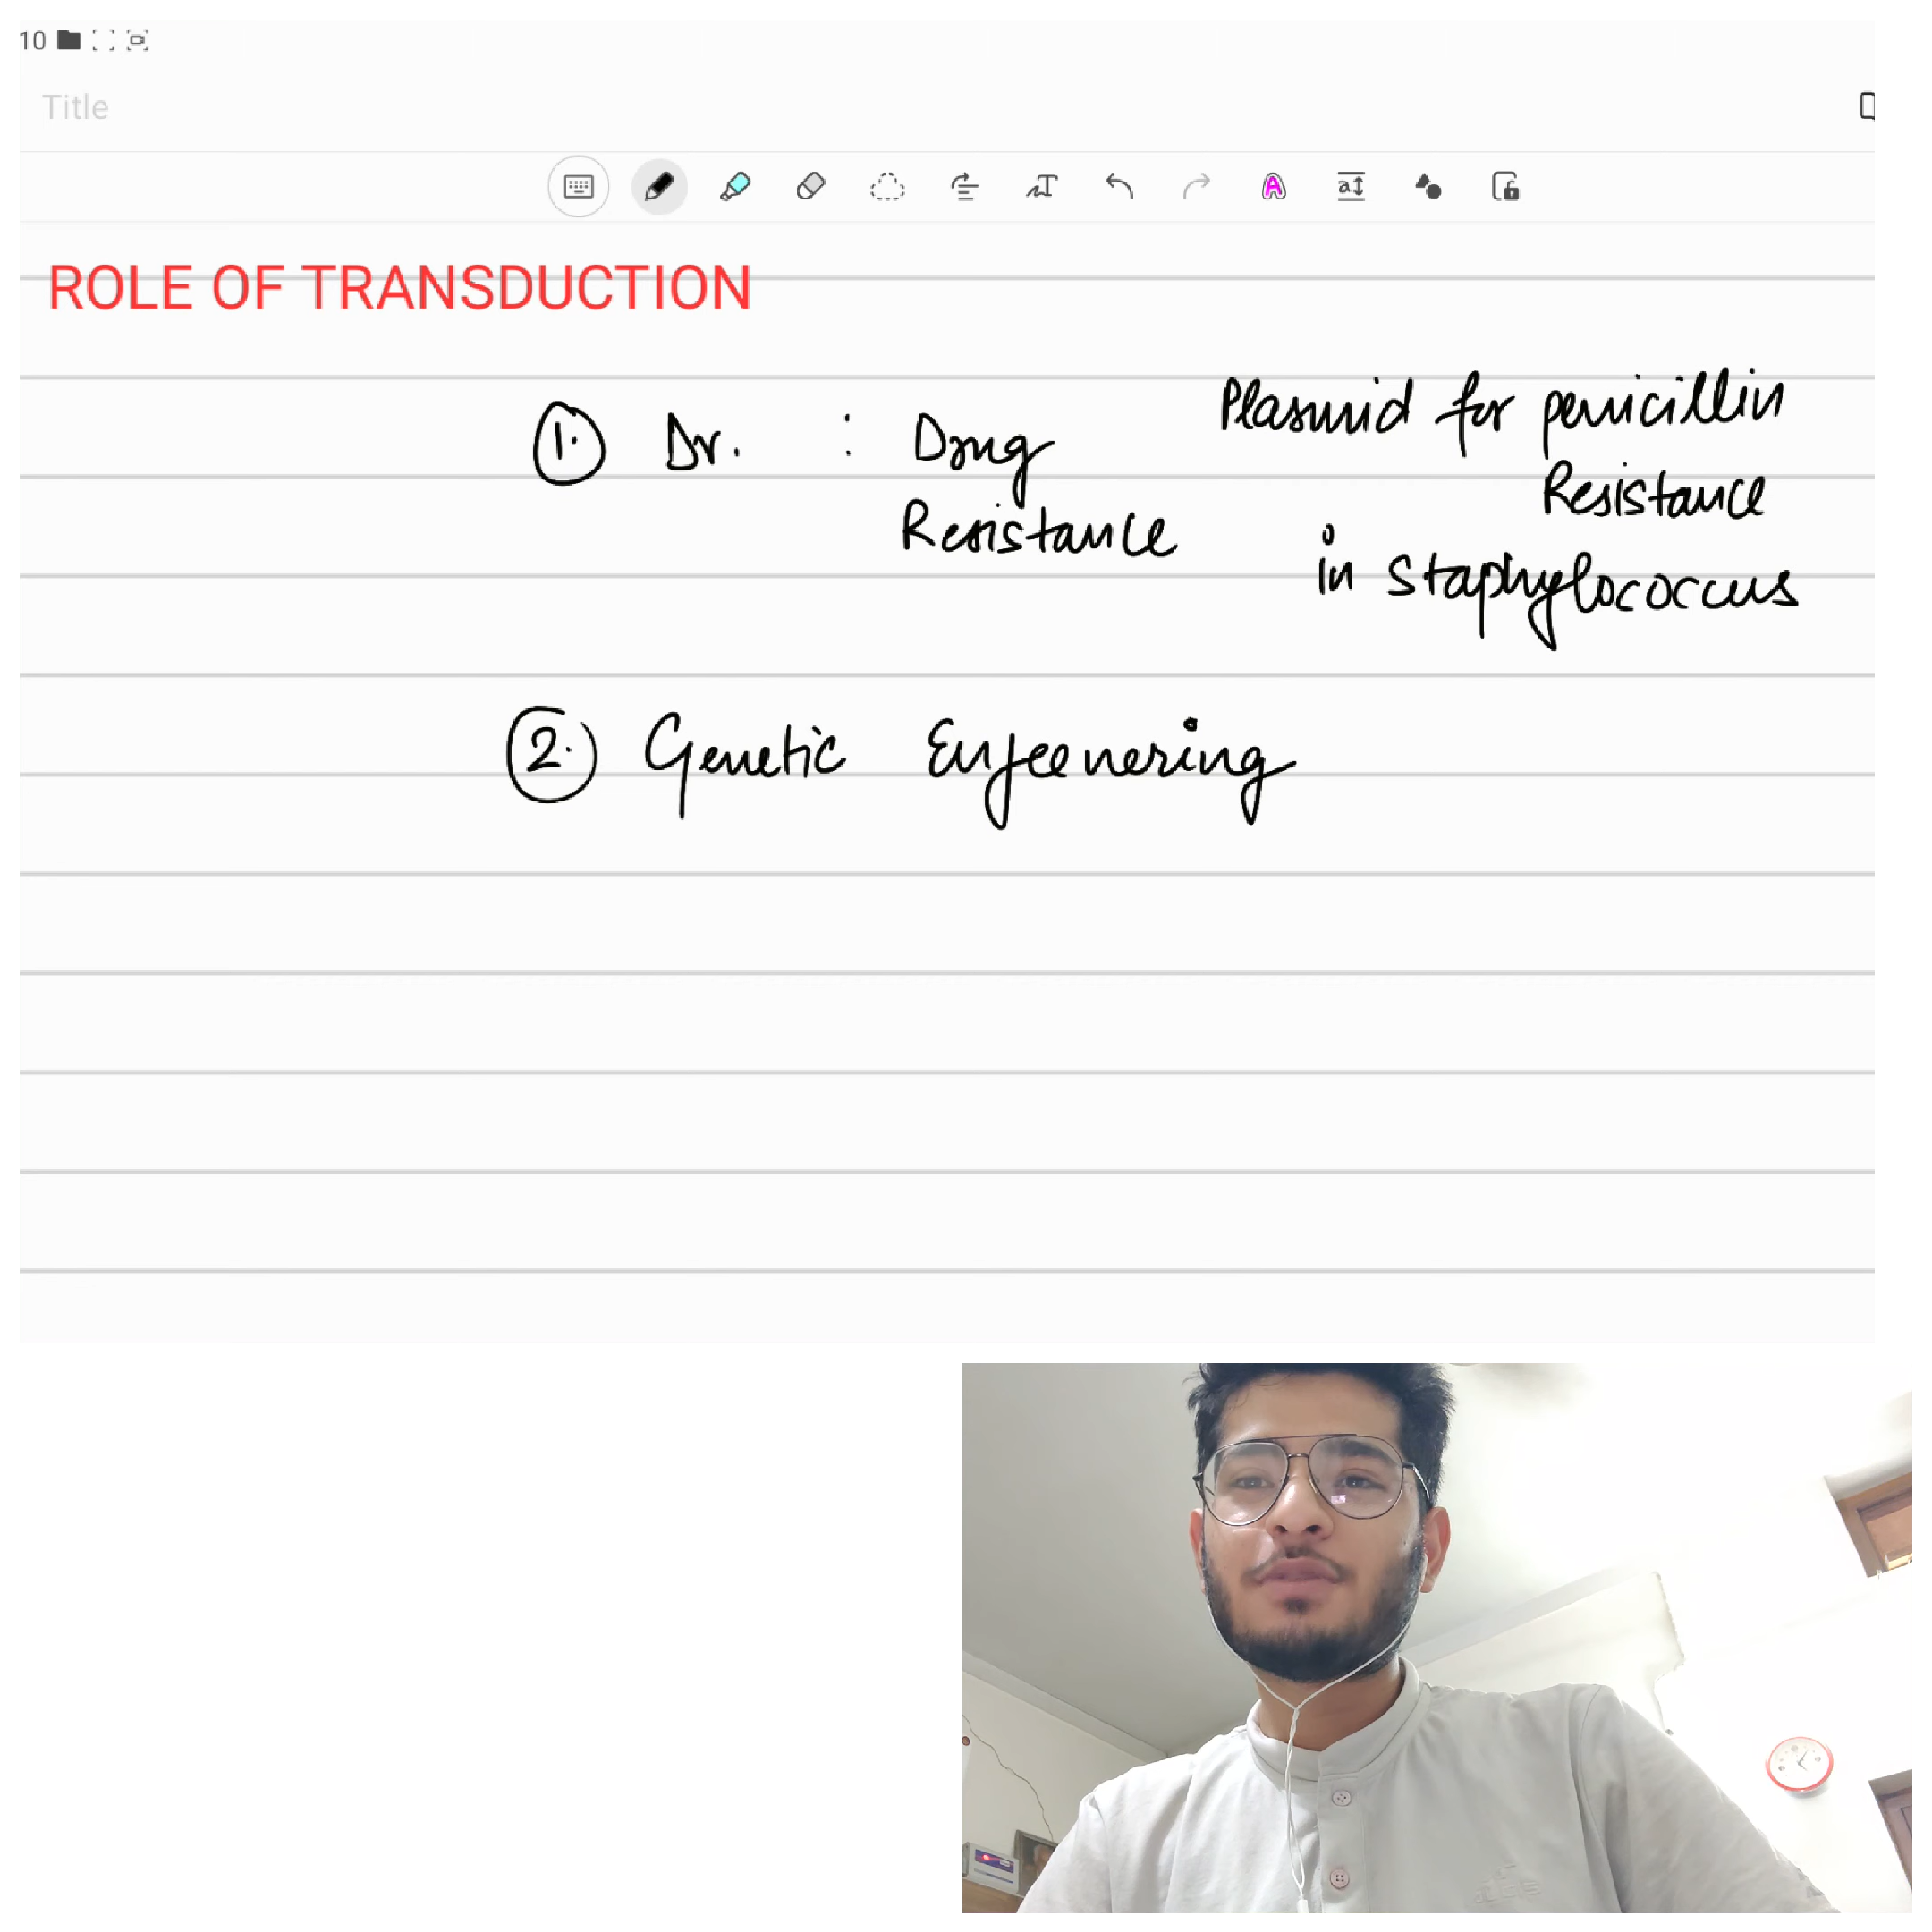 10
Title
ROLE OF TRANSDUCTION
1. Dr. : Drug Resistance
Plasmid for penicillin
Resistance
in Staphylococcus
2. Genetic Enjeenering